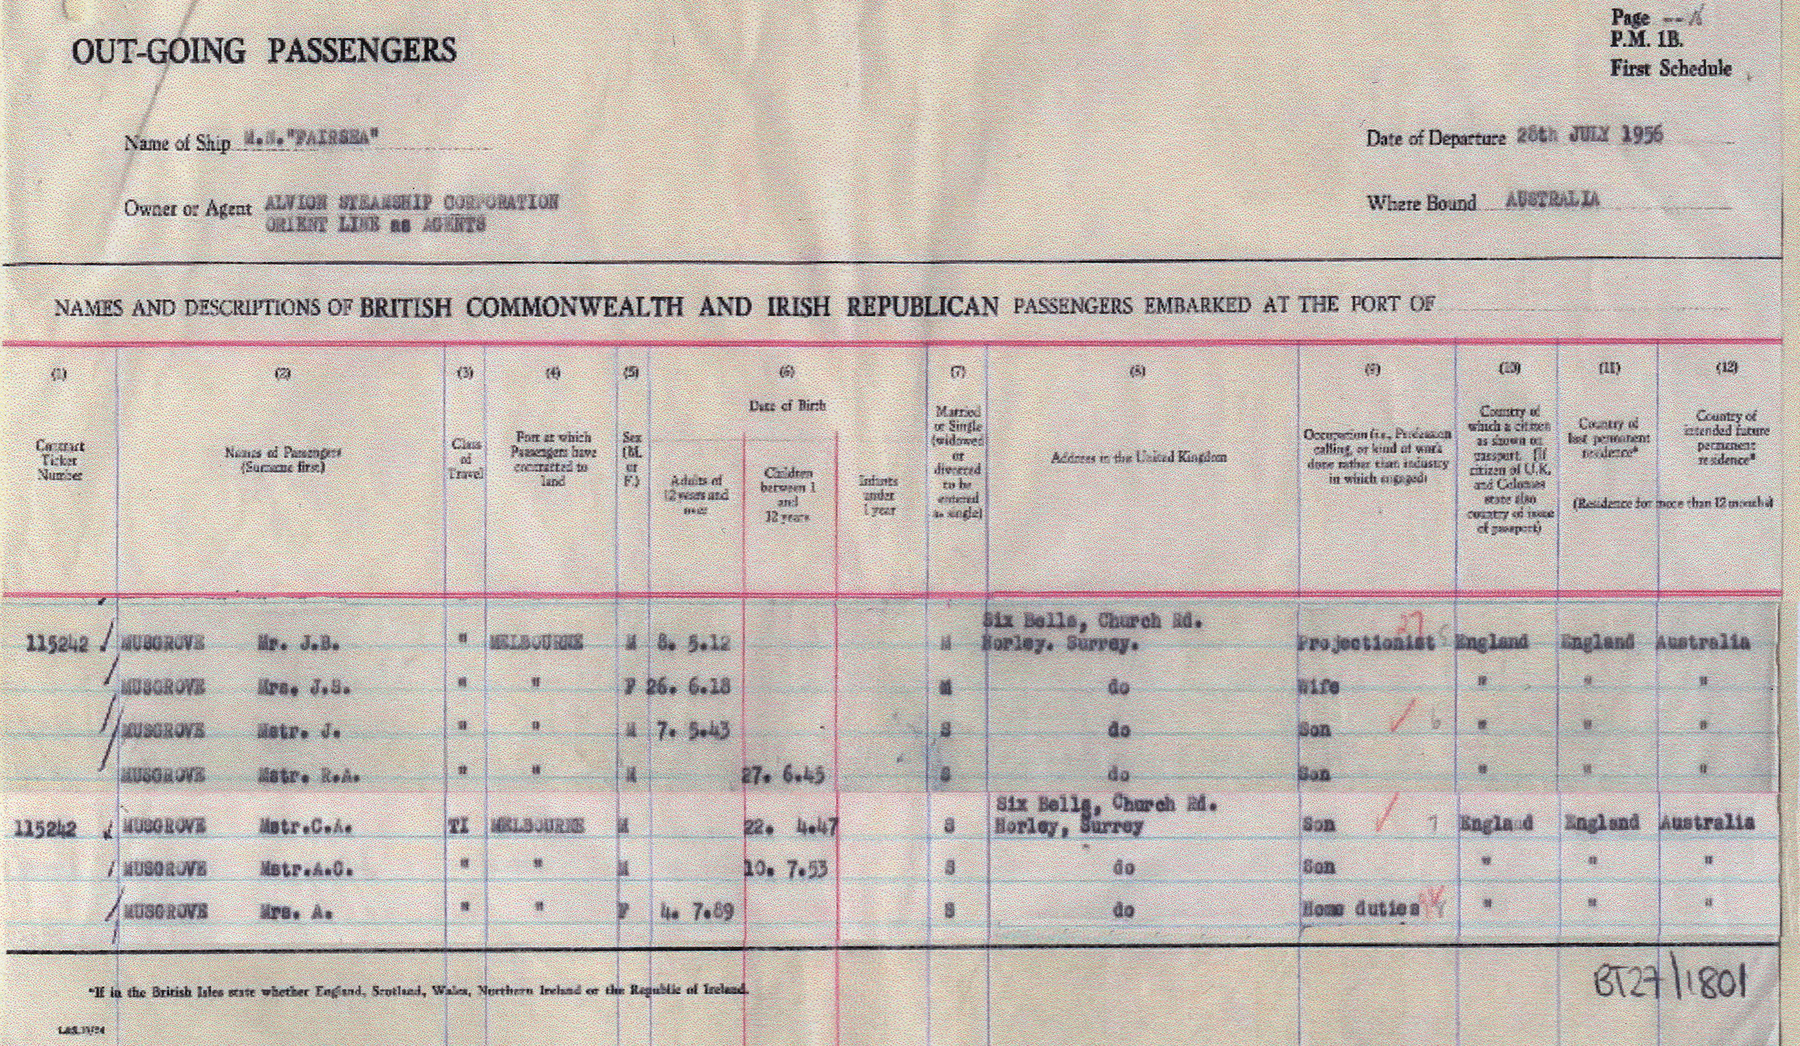 Page
P.M. 1B.
First Schedule
OUT-GOING PASSENGERS
Name of Ship M.N."FAIRSEA"
Date of Departure 28th JULY 1956
Owner or Agent ALVION STEAMSHIP CORPORATION
ORIENT LINE as AGENTS
Where Bound AUSTRALIA
NAMES AND DESCRIPTIONS OF BRITISH COMMONWEALTH AND IRISH REPUBLICAN PASSENGERS EMBARKED AT THE PORT OF
(1) (2) (3) (4) (5) (6) (7) (8) (9) (10) (11) (12)
Contract Ticket Number
Names of Passengers (Surname first)
Class of Travel
Port at which Passengers have contracted to land
Sex (M. or F.)
Date of Birth
Adults of 12 years and over
Children between 1 and 12 years
Infants under 1 year
Married or Single (widowed or divorced to be entered as single)
Address in the United Kingdom
Occupation (i.e., Profession calling, or kind of work done rather than industry in which engaged)
Country of which a citizen as shown on passport. (If citizen of U.K. and Colonies state also country of issue of passport)
Country of last permanent residence*
Country of intended future permanent residence*
(Residence for more than 12 months)
Six Bells, Church Rd.
115242 MUSGROVE Mr. J.B. " MELBOURNE M 8. 5.12 M Horley. Surrey. Projectionist England England Australia
MUSGROVE Mrs. J.S. " " F 26. 6.18 M do Wife " " "
MUSGROVE Mstr. J. " " M 7. 5.43 S do Son " " "
MUSGROVE Mstr. R.A. " " M 27. 6.45 S do Son " " "
Six Bells, Church Rd.
115242 MUSGROVE Mstr.C.A. TI MELBOURNE M 22. 4.47 S Horley, Surrey Son 7 England England Australia
MUSGROVE Mstr.A.C. " " M 10. 7.53 S do Son " " "
MUSGROVE Mrs. A. " " F 4. 7.89 S do Home duties " " "
*If in the British Isles state whether England, Scotland, Wales, Northern Ireland or the Republic of Ireland.
BT27/1801